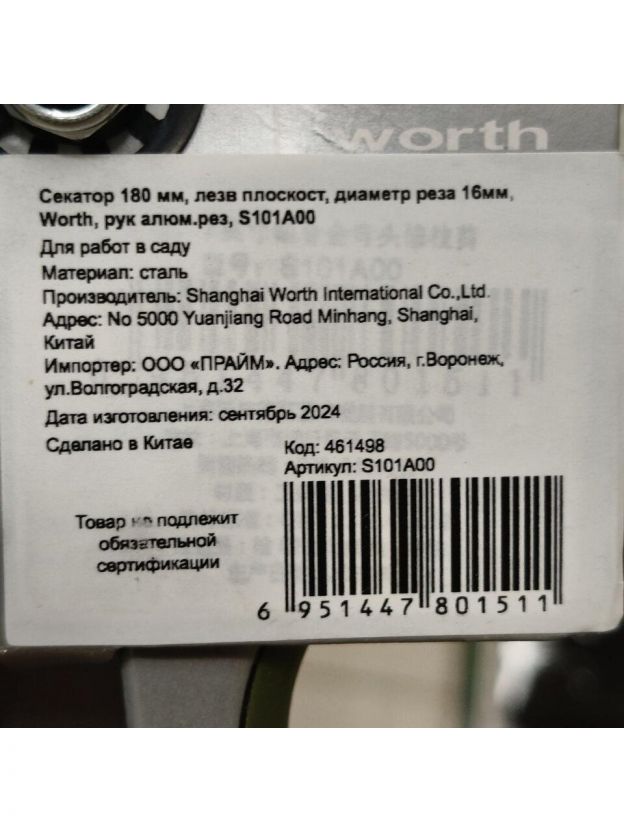 worth
Секатор 180 мм, лезв плоскост, диаметр реза 16мм,
Worth, рук алюм.рез, S101A00
Для работ в саду
Материал: сталь
Производитель: Shanghai Worth International Co.,Ltd.
Адрес: No 5000 Yuanjiang Road Minhang, Shanghai,
Китай
Импортер: ООО «ПРАЙМ». Адрес: Россия, г.Воронеж,
ул.Волгоградская, д.32
Дата изготовления: сентябрь 2024
Сделано в Китае
Код: 461498
Артикул: S101A00
Товар не подлежит
обязательной
сертификации
6 951447 801511